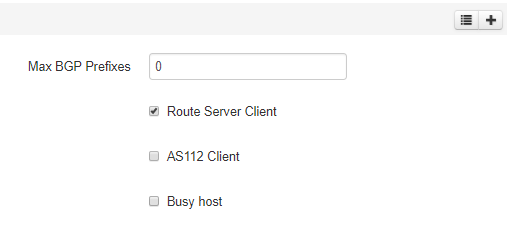 Max BGP Prefixes 0
Route Server Client
AS112 Client
Busy host